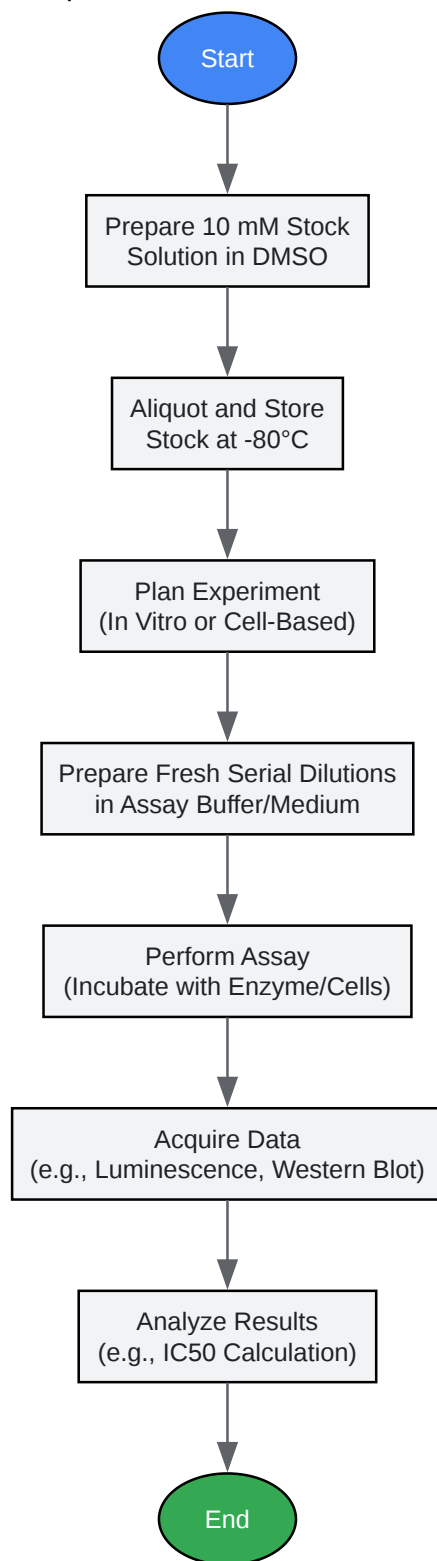 Start
Prepare 10 mM Stock
Solution in DMSO
Aliquot and Store
Stock at -80°C
Plan Experiment
(In Vitro or Cell-Based)
Prepare Fresh Serial Dilutions
in Assay Buffer/Medium
Perform Assay
(Incubate with Enzyme/Cells)
Acquire Data
(e.g., Luminescence, Western Blot)
Analyze Results
(e.g., IC50 Calculation)
End